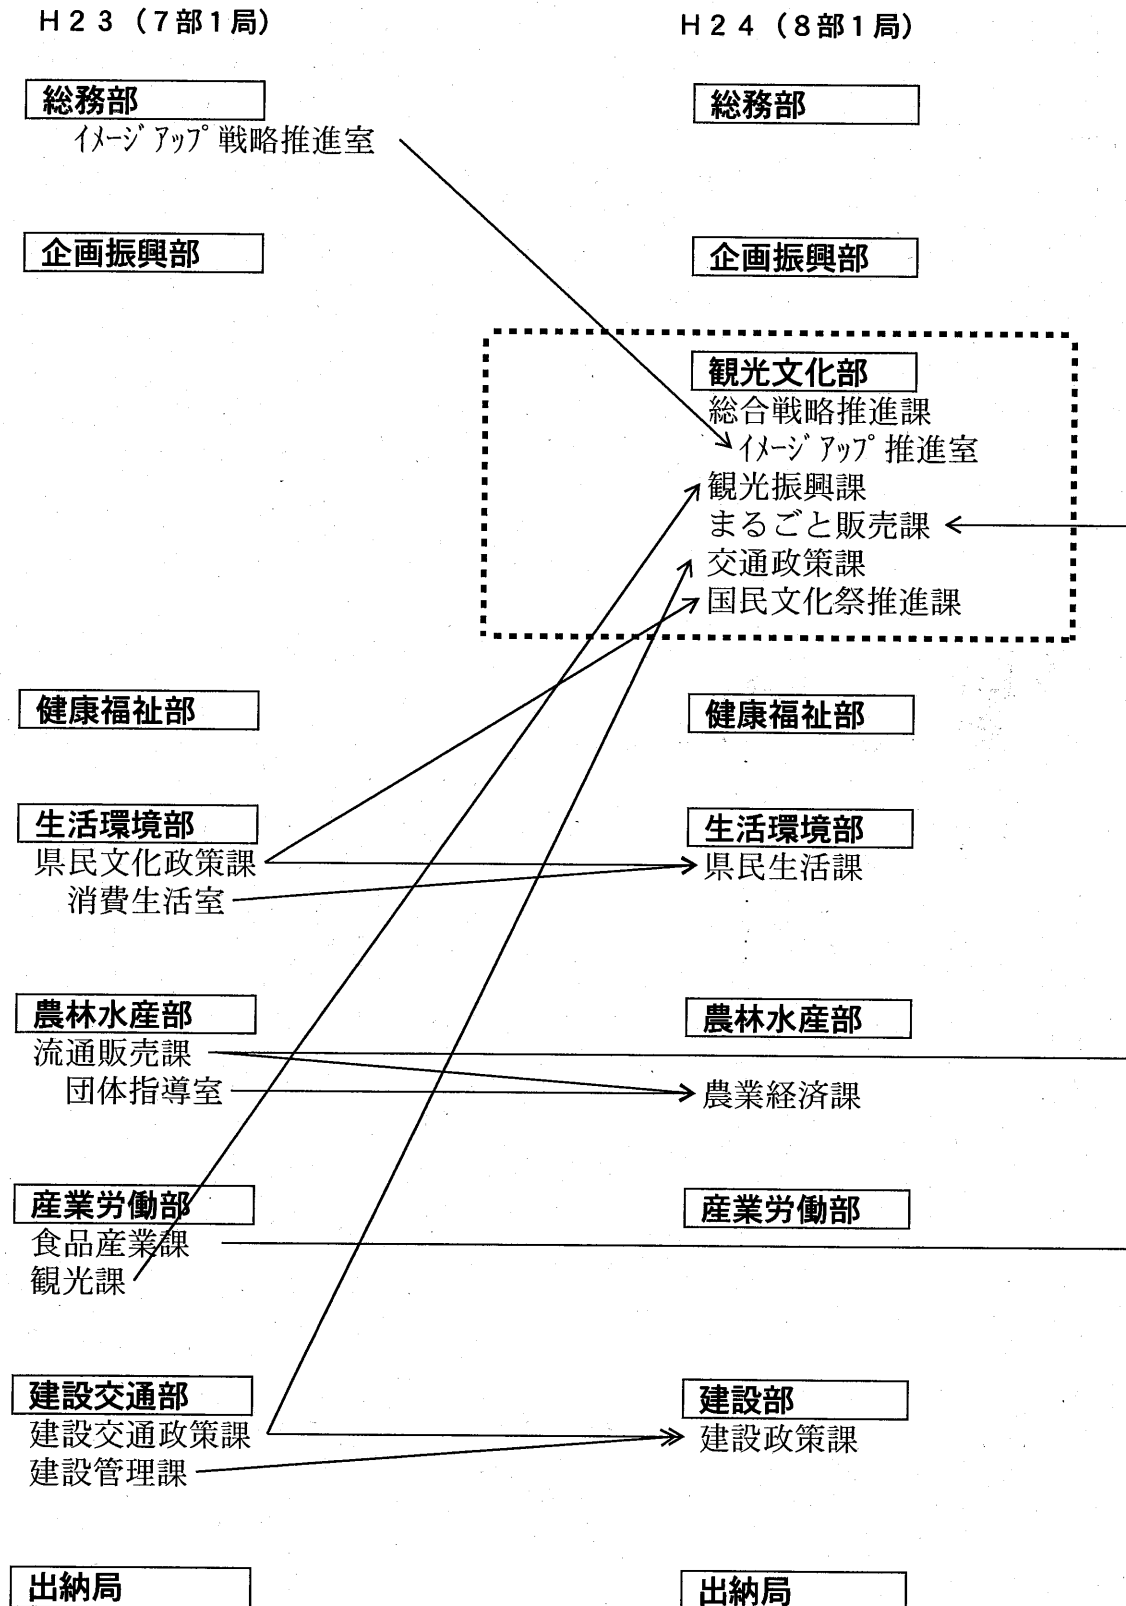 H23（7部1局）
総務部
イメージアップ戦略推進室
企画振興部
健康福祉部
生活環境部
県民文化政策課
消費生活室
農林水産部
流通販売課
団体指導室
産業労働部
食品産業課
観光課
建設交通部
建設交通政策課
建設管理課
出納局
H24（8部1局）
総務部
企画振興部
観光文化部
総合戦略推進課
イメージアップ推進室
観光振興課
まるごと販売課
交通政策課
国民文化祭推進課
健康福祉部
生活環境部
県民生活課
農林水産部
農業経済課
産業労働部
建設部
建設政策課
出納局